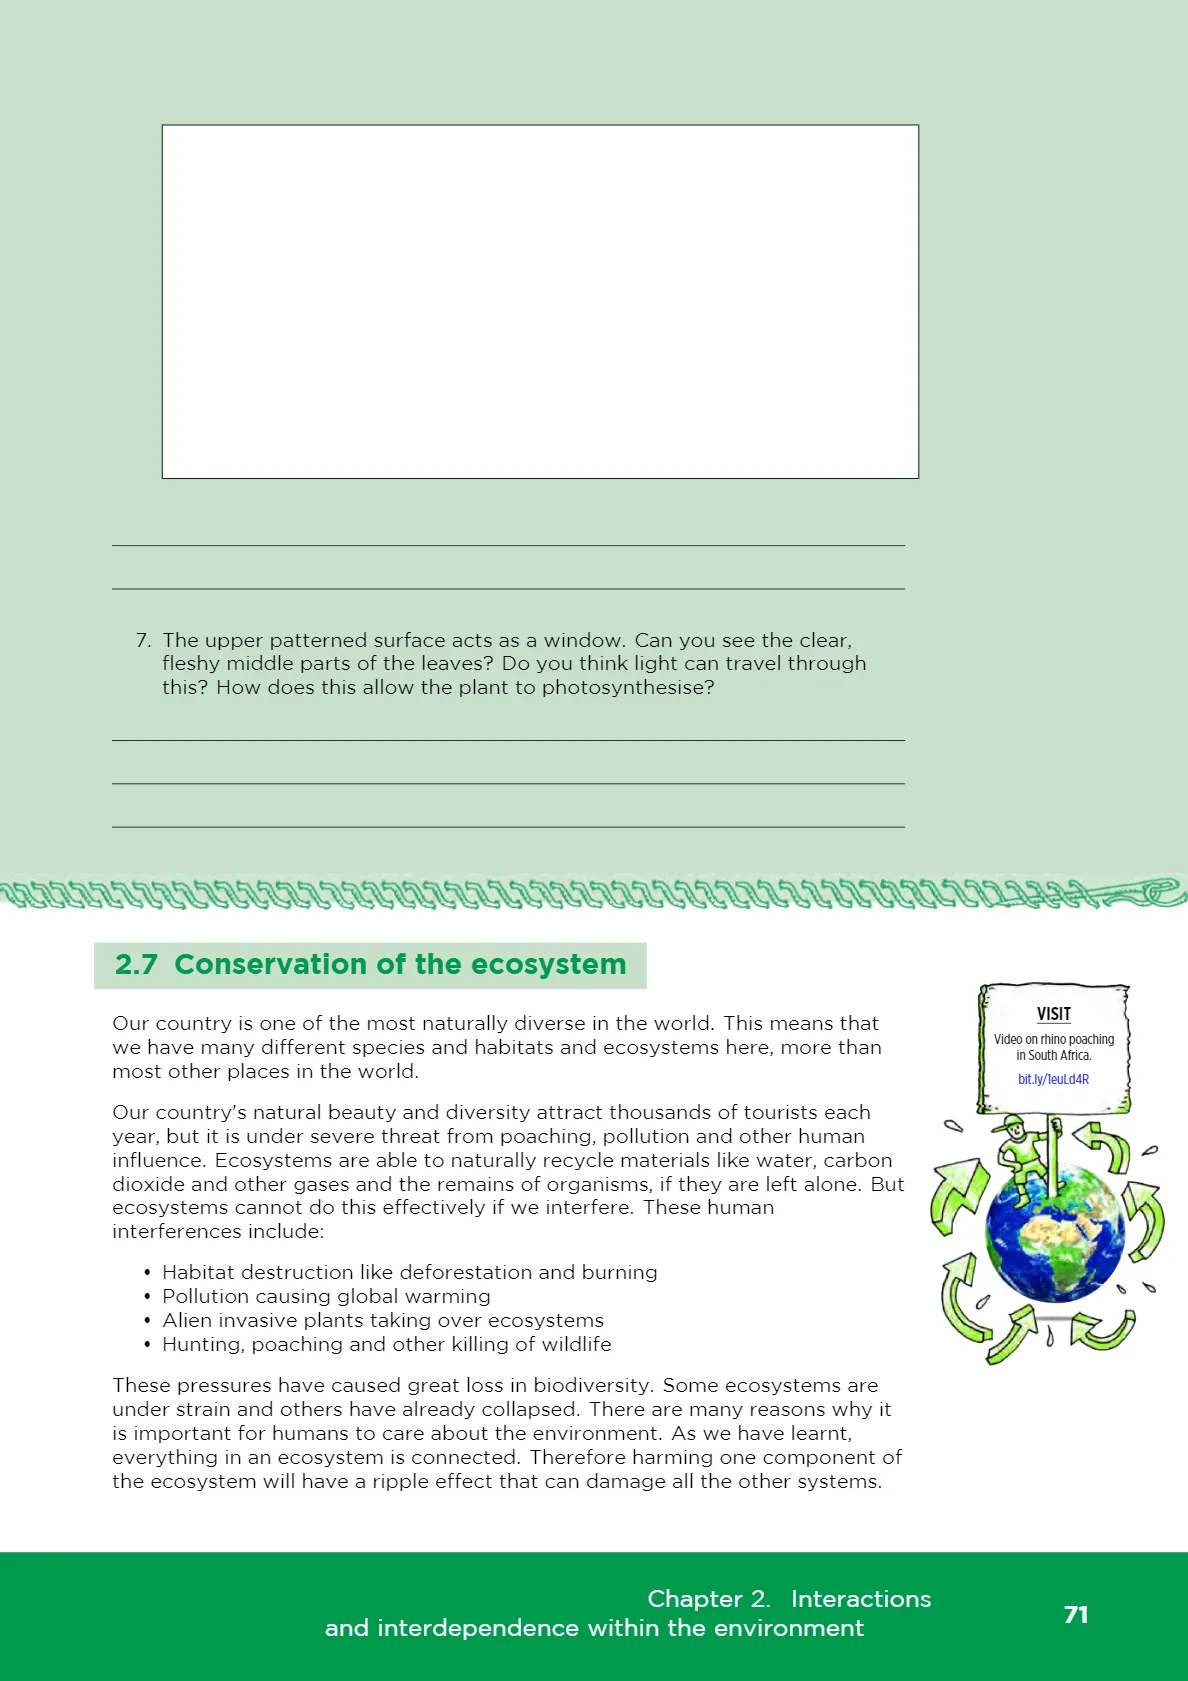 7. The upper patterned surface acts as a window. Can you see the clear,
fleshy middle parts of the leaves? Do you think light can travel through
this? How does this allow the plant to photosynthesise?
2.7 Conservation of the ecosystem
Our country is one of the most naturally diverse in the world. This means that
we have many different species and habitats and ecosystems here, more than
most other places in the world.
Our country's natural beauty and diversity attract thousands of tourists each
year, but it is under severe threat from poaching, pollution and other human
influence. Ecosystems are able to naturally recycle materials like water, carbon
dioxide and other gases and the remains of organisms, if they are left alone. But
ecosystems cannot do this effectively if we interfere. These human
interferences include:
• Habitat destruction like deforestation and burning
• Pollution causing global warming
• Alien invasive plants taking over ecosystems
• Hunting, poaching and other killing of wildlife
These pressures have caused great loss in biodiversity. Some ecosystems are
under strain and others have already collapsed. There are many reasons why it
is important for humans to care about the environment. As we have learnt,
everything in an ecosystem is connected. Therefore harming one component of
the ecosystem will have a ripple effect that can damage all the other systems.
VISIT
Video on rhino poaching
in South Africa.
bit.ly/1euLd4R
Chapter 2. Interactions
and interdependence within the environment
71